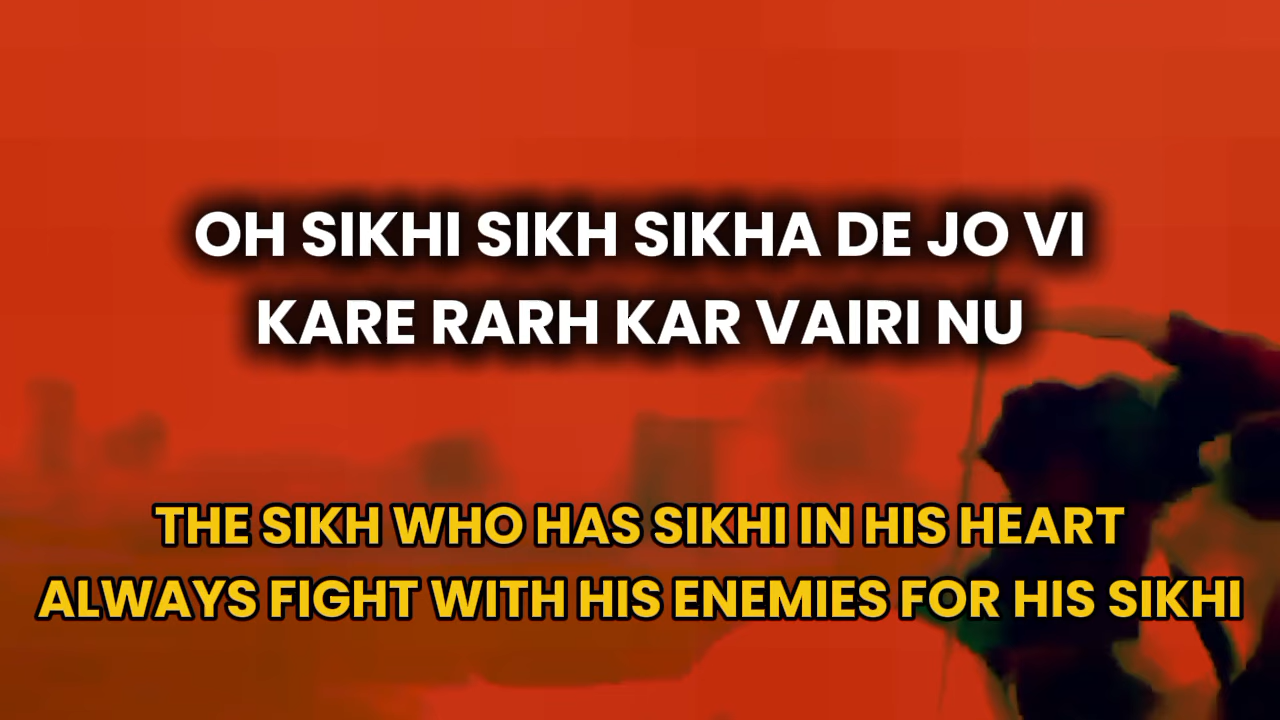 OH SIKHI SIKH SIKHA DE JO VI
KARE RARH KAR VAIRI NU
THE SIKH WHO HAS SIKHI IN HIS HEART
ALWAYS FIGHT WITH HIS ENEMIES FOR HIS SIKHI